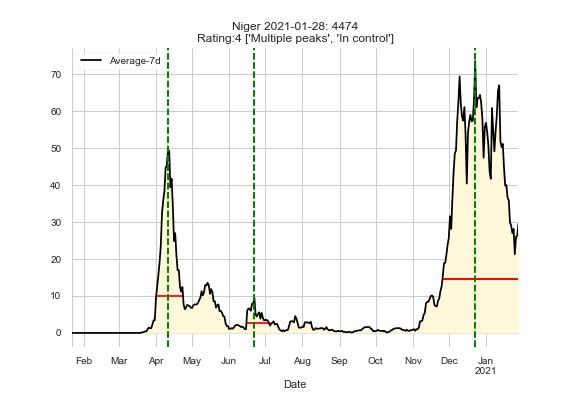 Niger 2021-01-28: 4474
Rating:4 ['Multiple peaks', 'In control']
Average-7d
70
60
50
40
30
20
10
0
Feb Mar Apr May Jun Jul Aug Sep Oct Nov Dec Jan
2021
Date